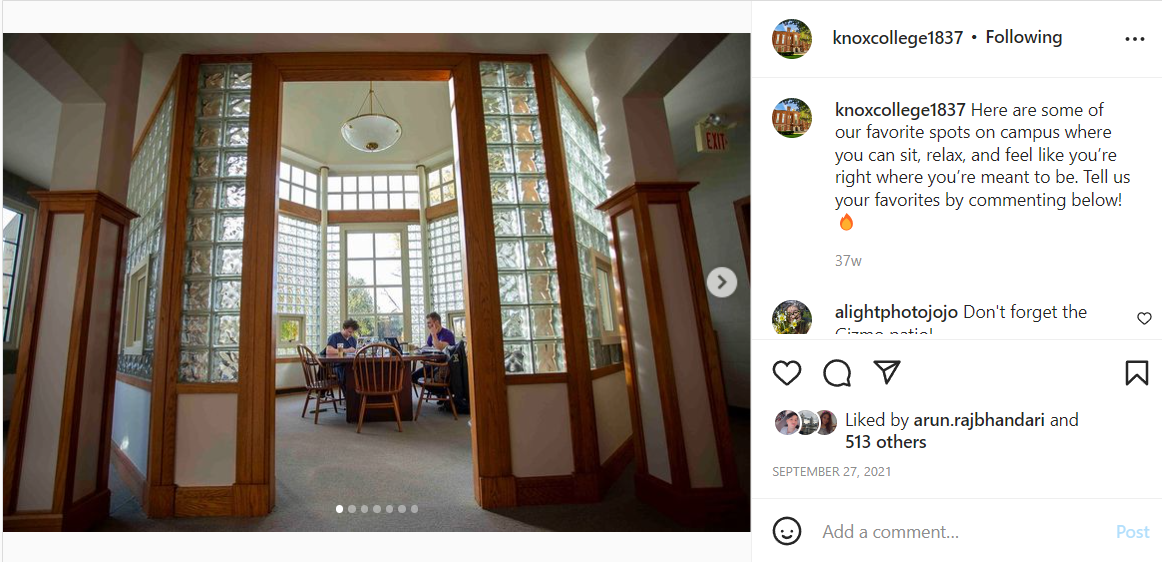 knoxcollege1837 • Following
knoxcollege1837 Here are some of
our favorite spots on campus where
you can sit, relax, and feel like you’re
right where you’re meant to be. Tell us
your favorites by commenting below!
🔥
37w
alightphotojojo Don't forget the
Gizmo patio!
Liked by arun.rajbhandari and
513 others
SEPTEMBER 27, 2021
Add a comment...
Post
EXIT